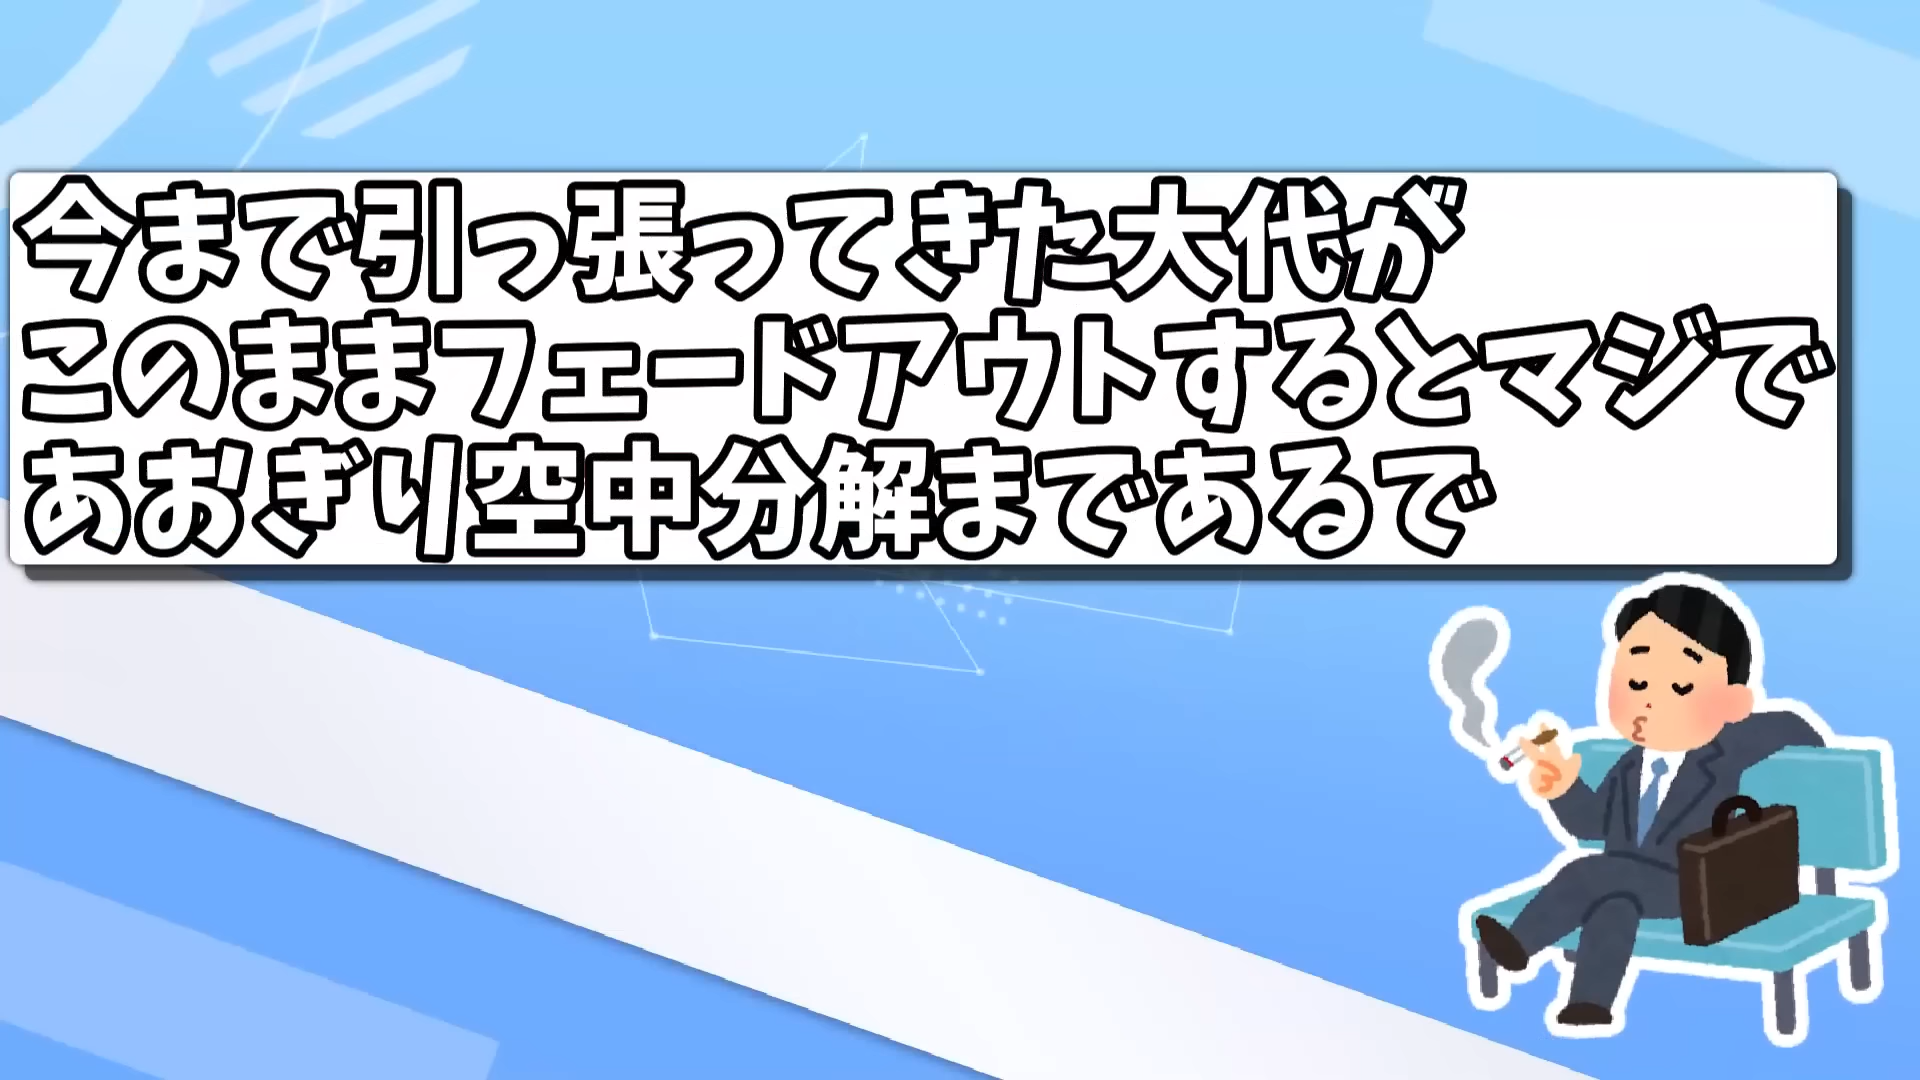 今まで引っ張ってきた大代が
このままフェードアウトするとマジで
あおぎり空中分解まであるで